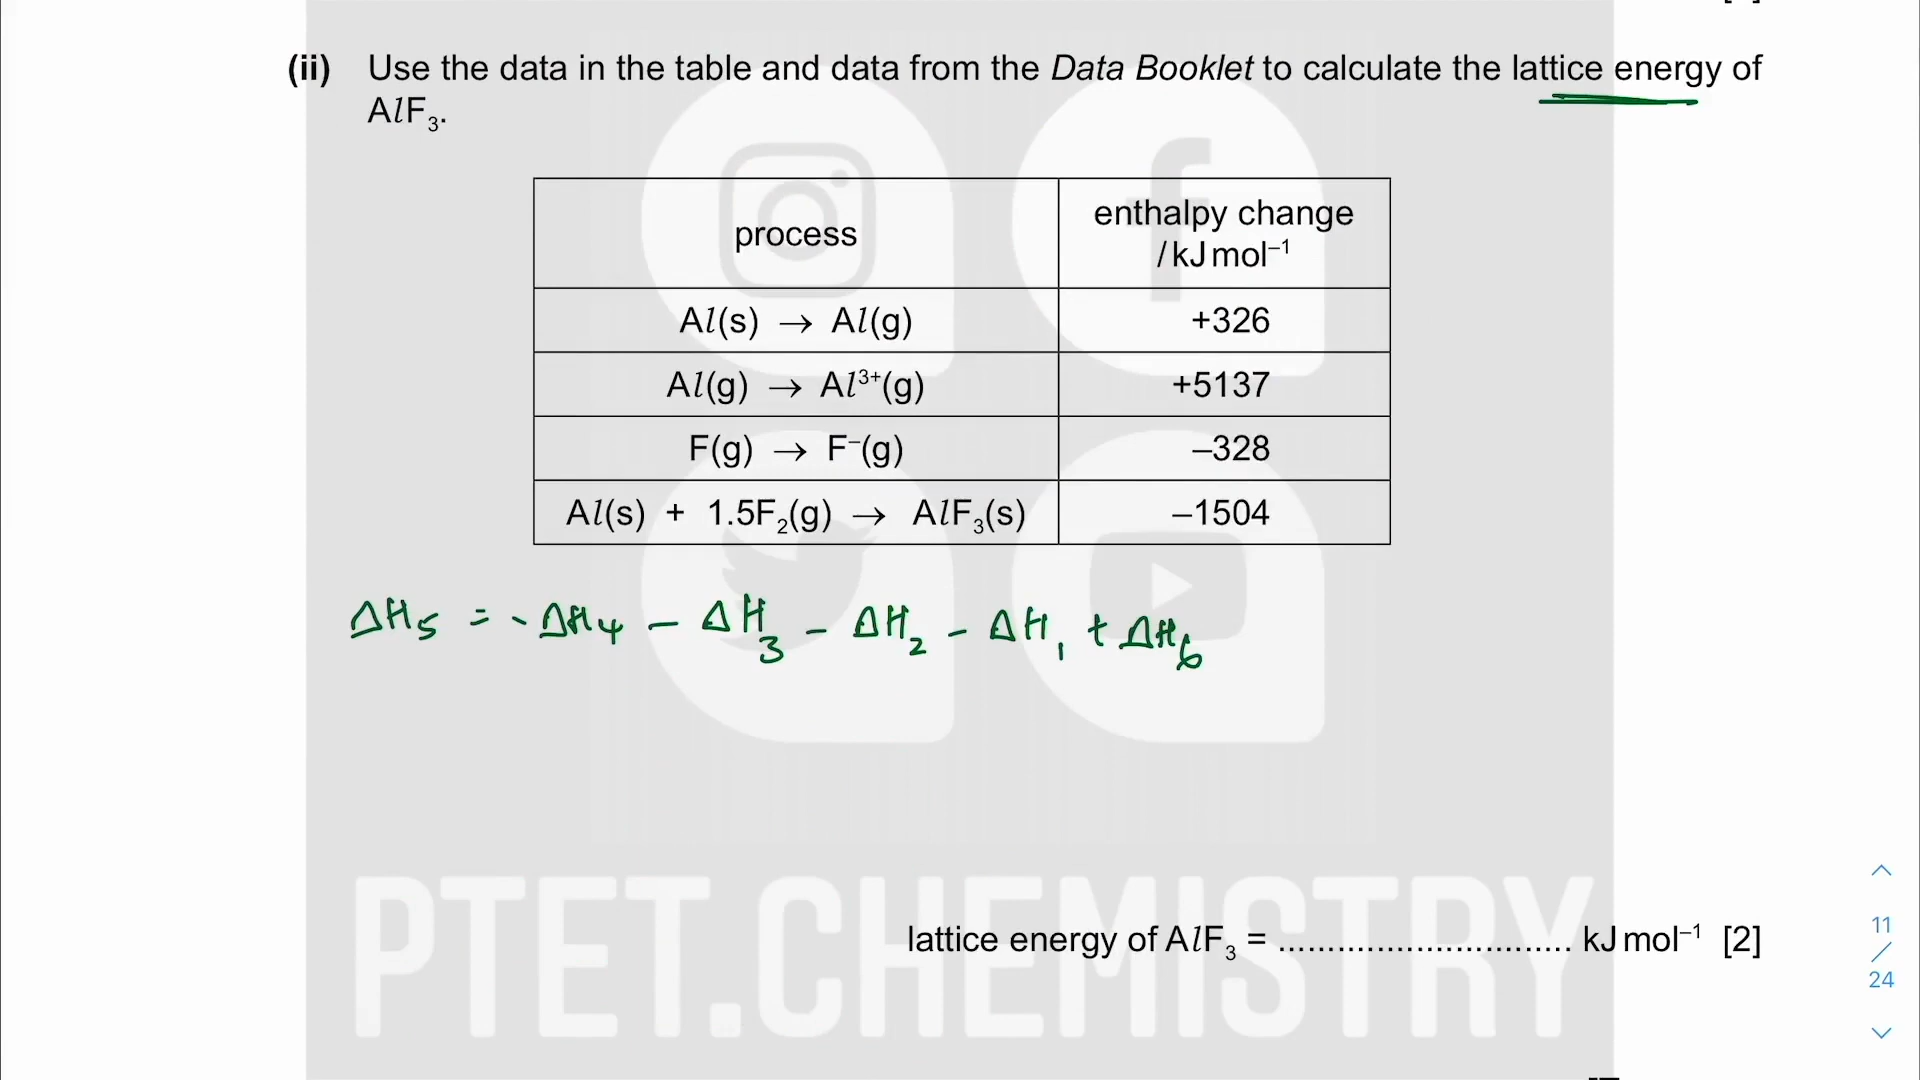 (ii) Use the data in the table and data from the Data Booklet to calculate the lattice energy of
AlF₃.
process
enthalpy change
/ kJ mol⁻¹
Al(s) → Al(g) +326
Al(g) → Al³⁺(g) +5137
F(g) → F⁻(g) –328
Al(s) + 1.5F₂(g) → AlF₃(s) –1504
ΔH₅ = -ΔH₄ - ΔH₃ - ΔH₂ - ΔH₁ + ΔH₆
lattice energy of AlF₃ = .............................. kJ mol⁻¹ [2]
PTET.CHEMISTRY
11
/
24